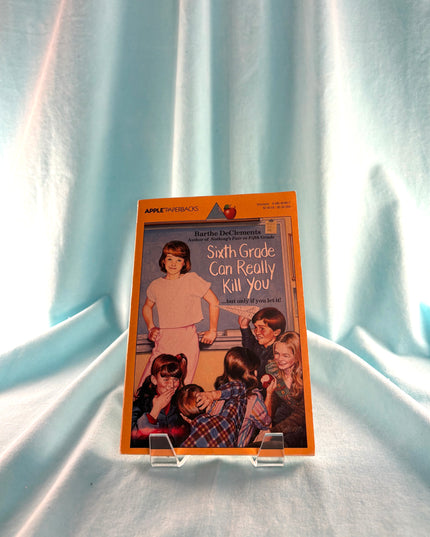 APPLE®PAPERBACKS
Barthe DeClements
Author of Nothing's Fair in Fifth Grade
Sixth Grade
Can Really
Kill You
...but only if you let it!